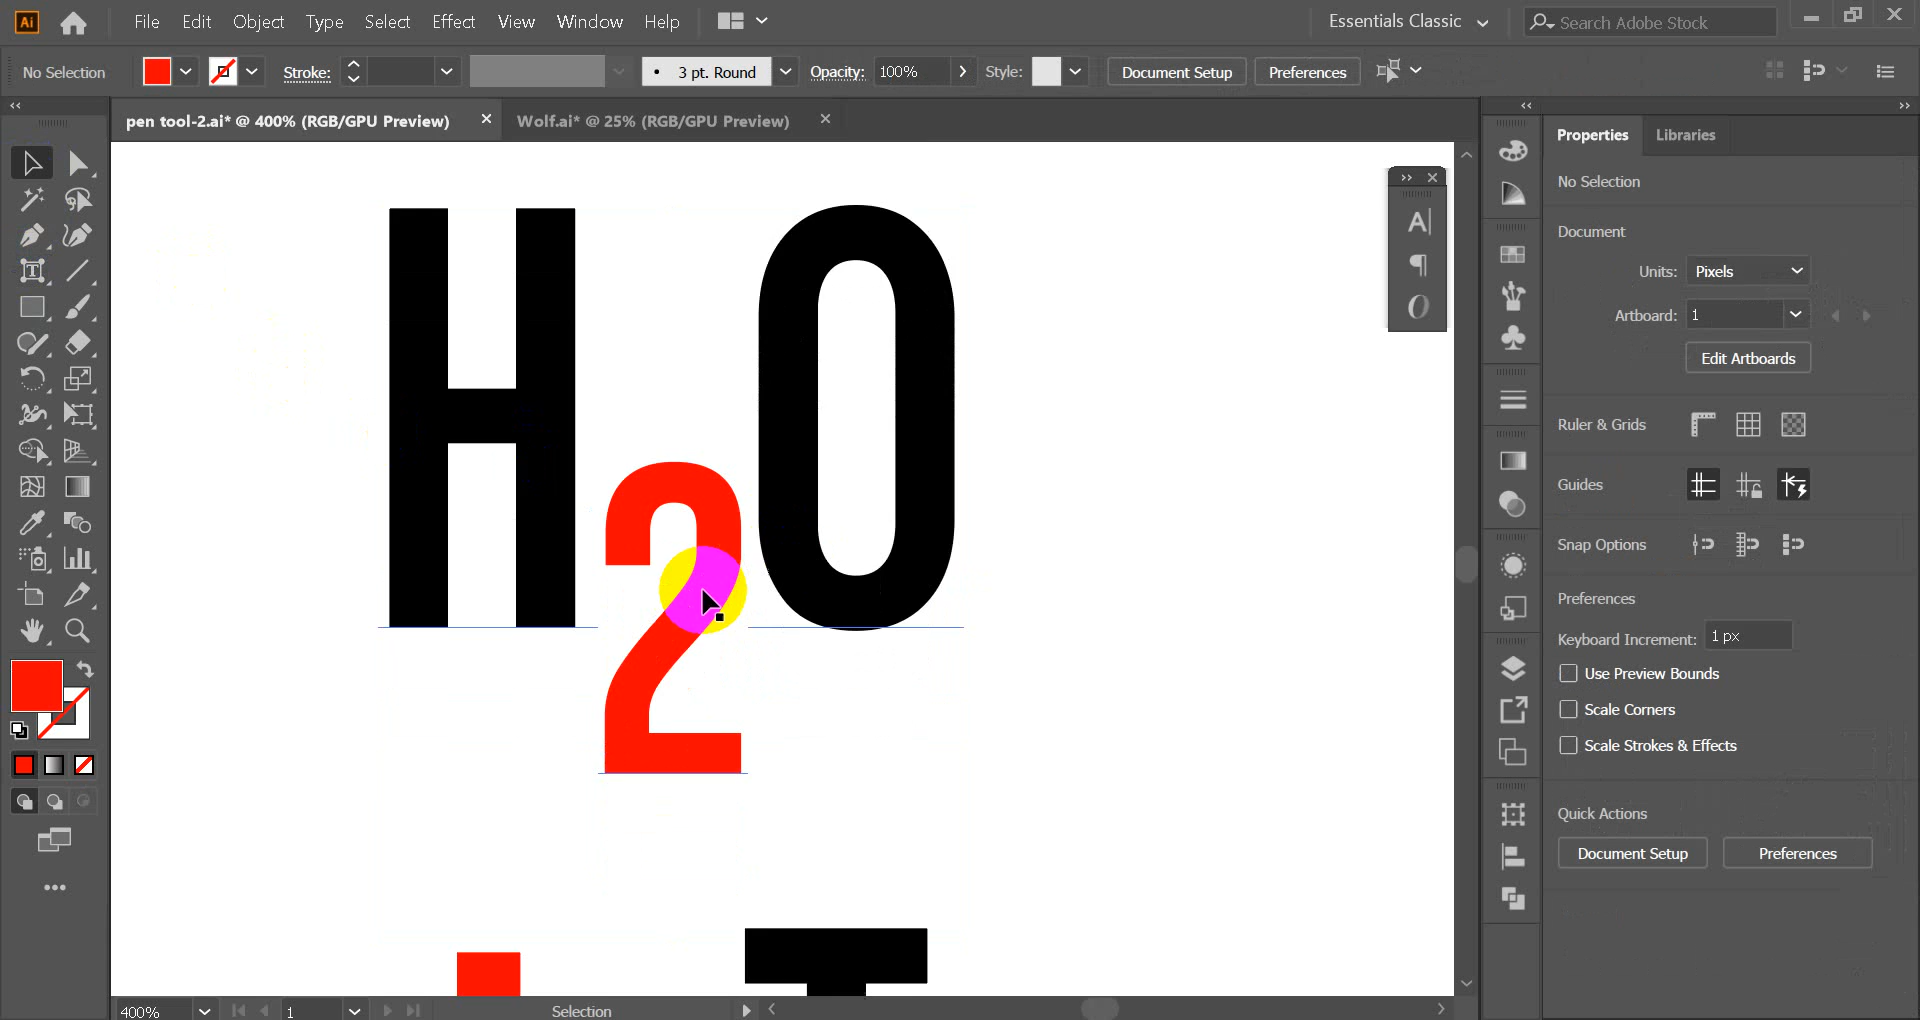 Ai File Edit Object Type Select Effect View Window Help Essentials Classic Search Adobe Stock
No Selection Stroke: 3 pt. Round Opacity: 100% Style: Document Setup Preferences
pen tool-2.ai* @ 400% (RGB/GPU Preview) Wolf.ai* @ 25% (RGB/GPU Preview)
Properties Libraries
No Selection
Document
Units: Pixels
Artboard: 1
Edit Artboards
Ruler & Grids
Guides
Snap Options
Preferences
Keyboard Increment: 1 px
Use Preview Bounds
Scale Corners
Scale Strokes & Effects
Quick Actions
Document Setup Preferences
H2O
400% 1 Selection